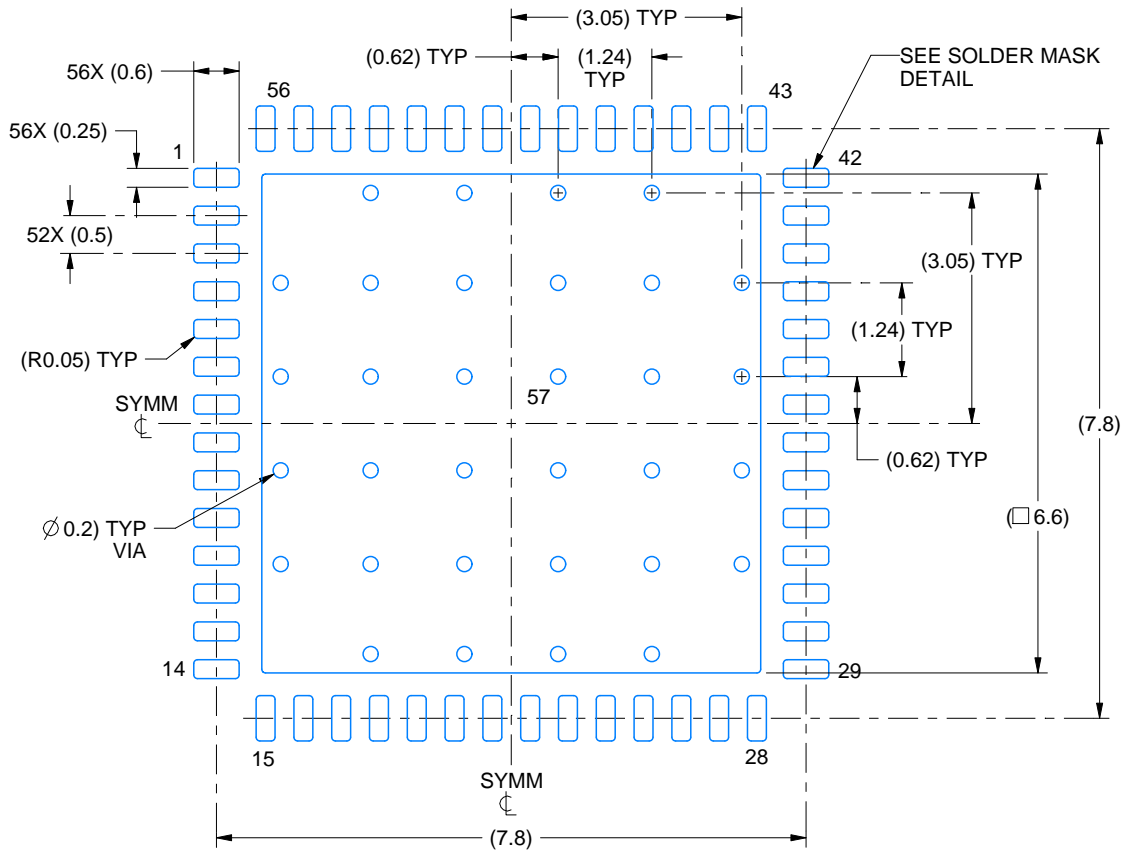 (3.05) TYP
(0.62) TYP
(1.24)
TYP
SEE SOLDER MASK
DETAIL
56X (0.6)
56
43
56X (0.25)
1
42
52X (0.5)
(3.05) TYP
(1.24) TYP
(R0.05) TYP
57
SYMM
℄
(7.8)
(0.62) TYP
(□ 6.6)
∅ 0.2) TYP
VIA
14
29
15
28
SYMM
℄
(7.8)